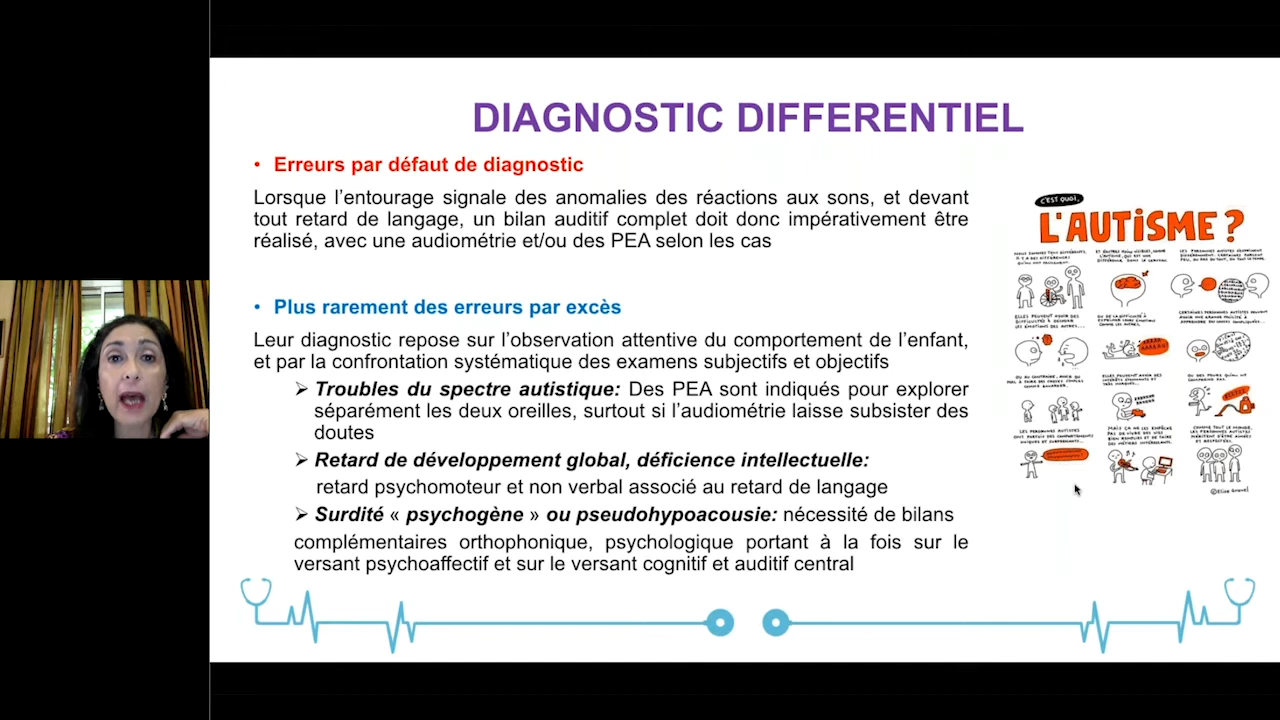 DIAGNOSTIC DIFFERENTIEL
• Erreurs par défaut de diagnostic
Lorsque l’entourage signale des anomalies des réactions aux sons, et devant
tout retard de langage, un bilan auditif complet doit donc impérativement être
réalisé, avec une audiométrie et/ou des PEA selon les cas
• Plus rarement des erreurs par excès
Leur diagnostic repose sur l’observation attentive du comportement de l’enfant,
et par la confrontation systématique des examens subjectifs et objectifs
➢ Troubles du spectre autistique: Des PEA sont indiqués pour explorer
séparément les deux oreilles, surtout si l’audiométrie laisse subsister des
doutes
➢ Retard de développement global, déficience intellectuelle:
retard psychomoteur et non verbal associé au retard de langage
➢ Surdité « psychogène » ou pseudohypoacousie: nécessité de bilans
complémentaires orthophonique, psychologique portant à la fois sur le
versant psychoaffectif et sur le versant cognitif et auditif central
C'EST QUOI,
L'AUTISME ?
©Elise Gravel